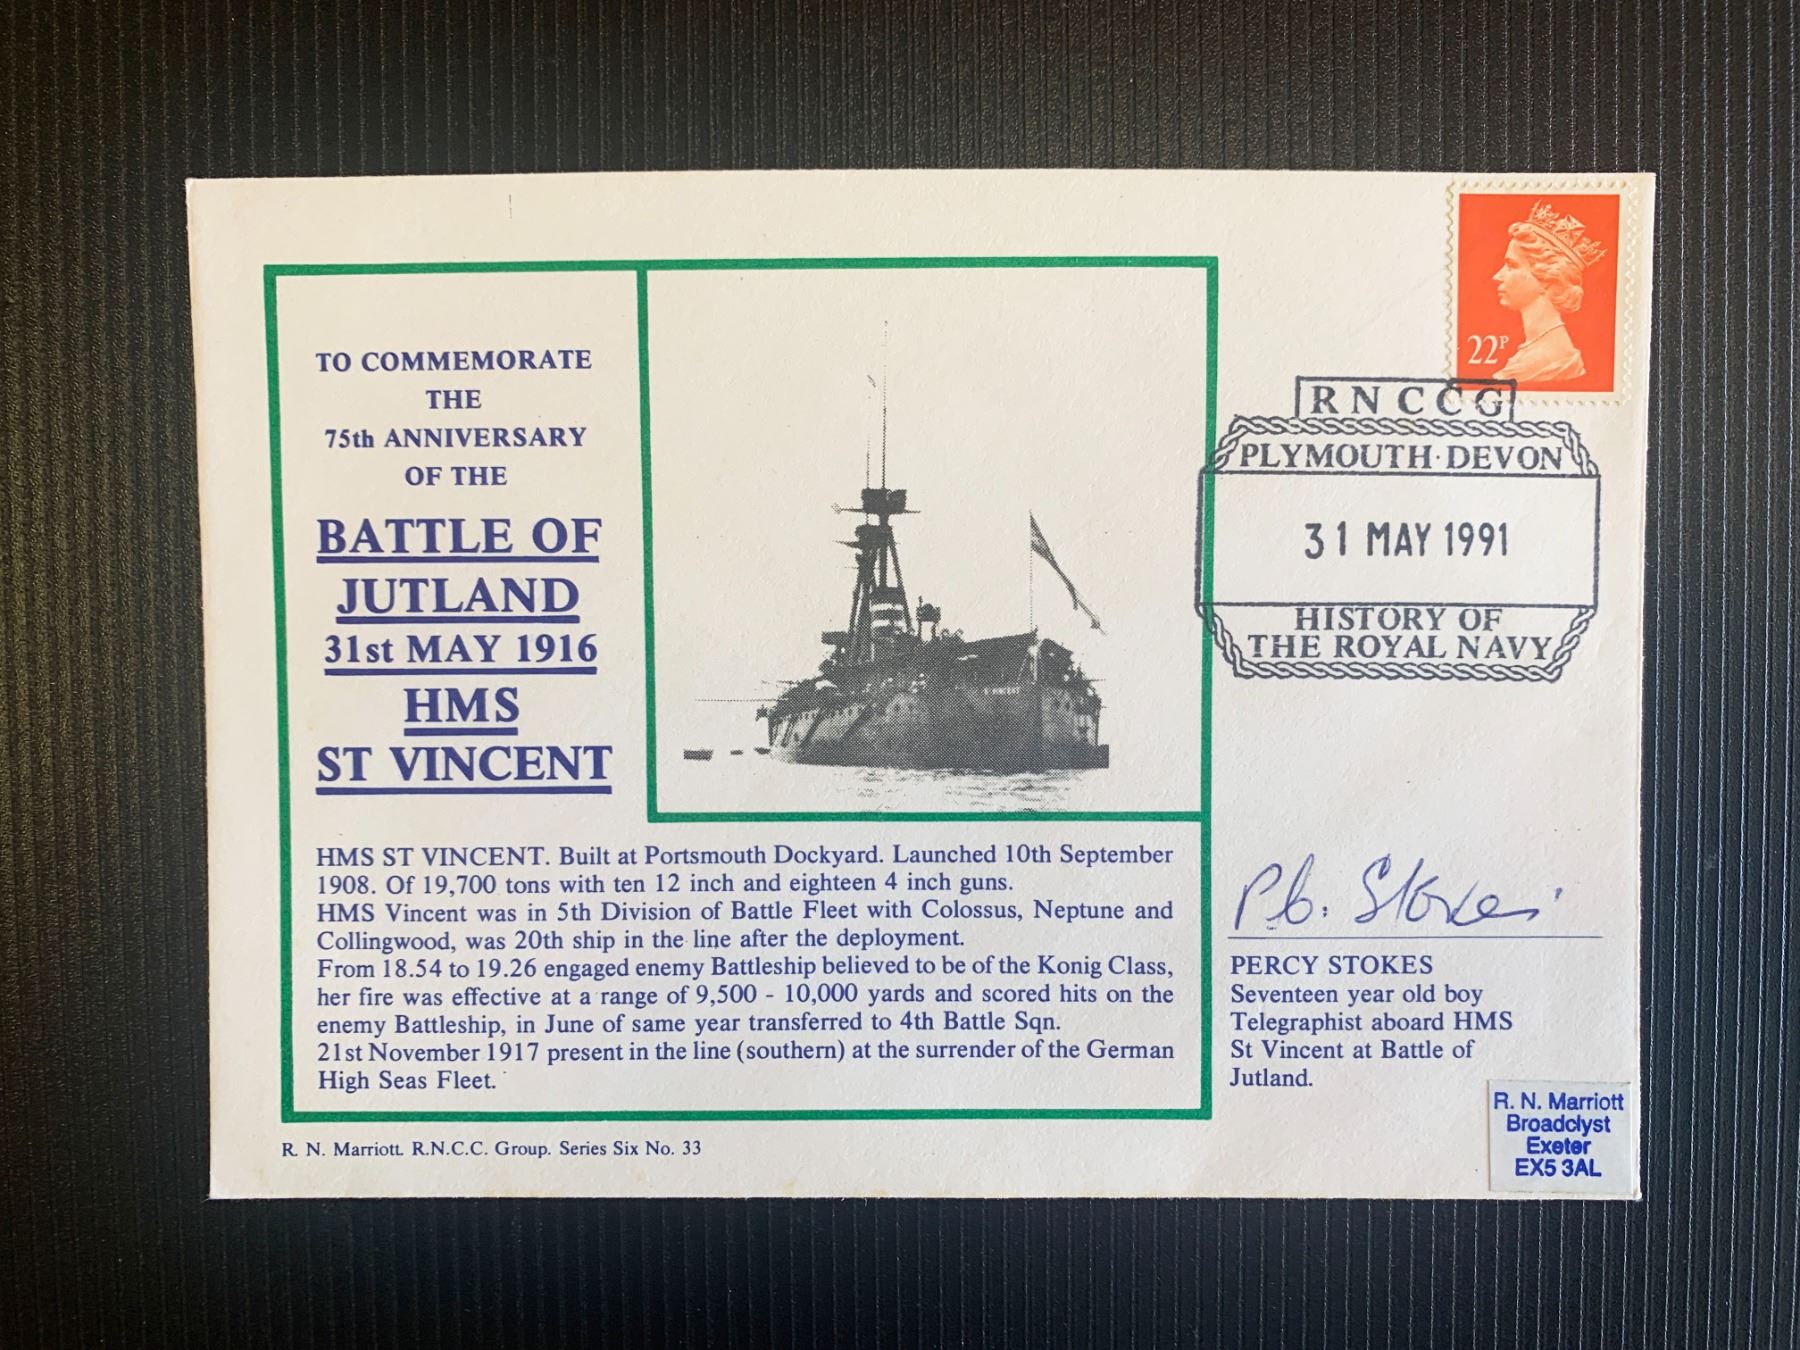 TO COMMEMORATE
THE
75th ANNIVERSARY
OF THE
BATTLE OF
JUTLAND
31st MAY 1916
HMS
ST VINCENT
HMS ST VINCENT. Built at Portsmouth Dockyard. Launched 10th September
1908. Of 19,700 tons with ten 12 inch and eighteen 4 inch guns.
HMS Vincent was in 5th Division of Battle Fleet with Colossus, Neptune and
Collingwood, was 20th ship in the line after the deployment.
From 18.54 to 19.26 engaged enemy Battleship believed to be of the Konig Class,
her fire was effective at a range of 9,500 - 10,000 yards and scored hits on the
enemy Battleship, in June of same year transferred to 4th Battle Sqn.
21st November 1917 present in the line (southern) at the surrender of the German
High Seas Fleet.
R. N. Marriott. R.N.C.C. Group. Series Six No. 33
22P
RNCCG
PLYMOUTH·DEVON
31 MAY 1991
HISTORY OF
THE ROYAL NAVY
P.G. Stokes
PERCY STOKES
Seventeen year old boy
Telegraphist aboard HMS
St Vincent at Battle of
Jutland.
R. N. Marriott
Broadclyst
Exeter
EX5 3AL